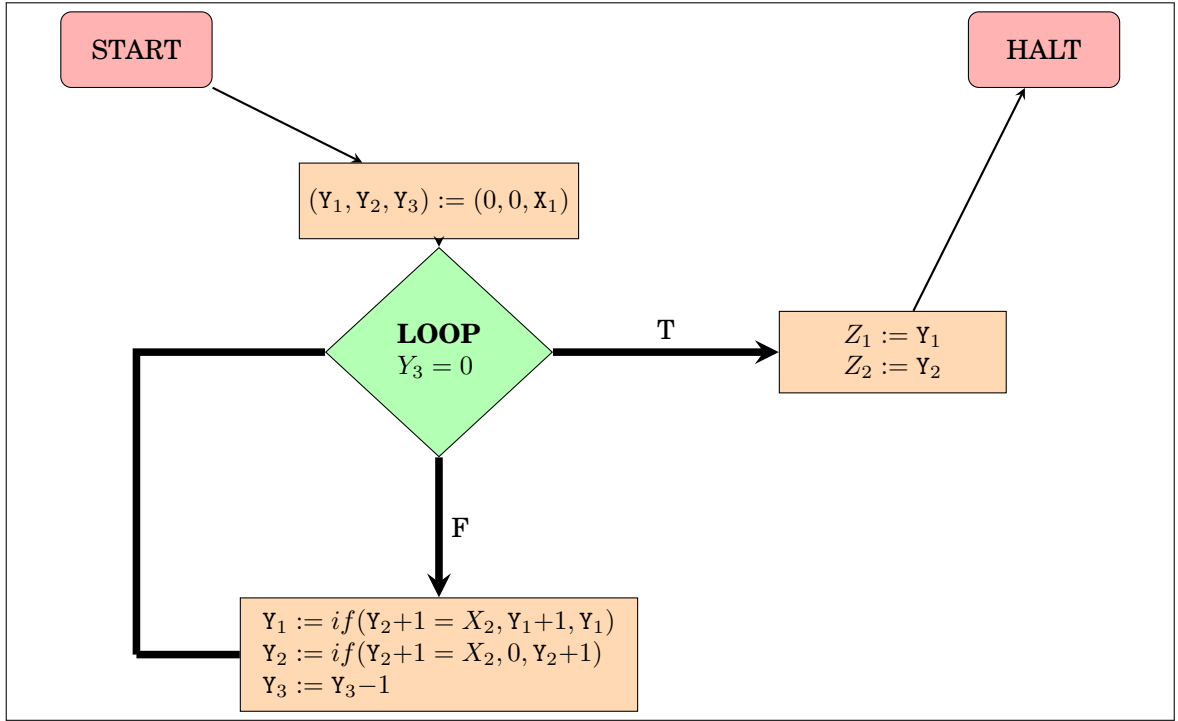 START
HALT
(Y₁, Y₂, Y₃) := (0, 0, X₁)
LOOP
Y₃ = 0
T
Z₁ := Y₁
Z₂ := Y₂
F
Y₁ := if(Y₂+1 = X₂, Y₁+1, Y₁)
Y₂ := if(Y₂+1 = X₂, 0, Y₂+1)
Y₃ := Y₃−1